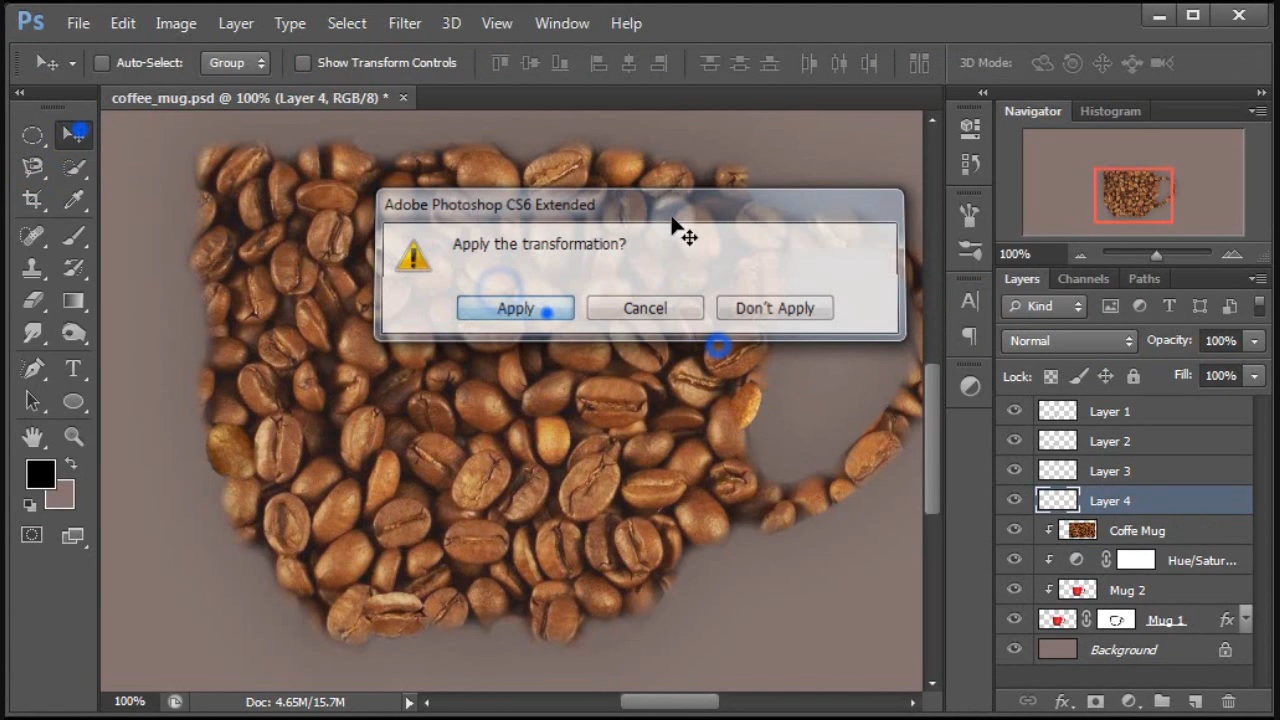 Ps File Edit Image Layer Type Select Filter 3D View Window Help
Auto-Select: Group Show Transform Controls 3D Mode:
coffee_mug.psd @ 100% (Layer 4, RGB/8) * ×
Navigator Histogram
Adobe Photoshop CS6 Extended
Apply the transformation?
Apply Cancel Don't Apply
100%
Layers Channels Paths
Kind
Normal Opacity: 100%
Lock: Fill: 100%
Layer 1
Layer 2
Layer 3
Layer 4
Coffe Mug
Hue/Satur...
Mug 2
Mug 1 fx
Background
100% Doc: 4.65M/15.7M
fx